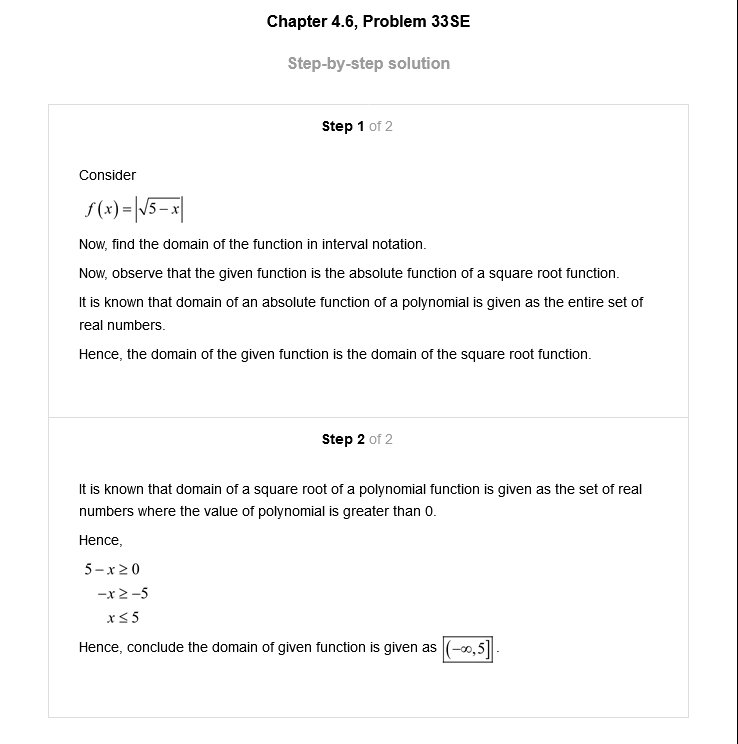 Chapter 4.6, Problem 33SE
Step-by-step solution
Step 1 of 2
Consider
f(x)=|√5−x|
Now, find the domain of the function in interval notation.
Now, observe that the given function is the absolute function of a square root function.
It is known that domain of an absolute function of a polynomial is given as the entire set of
real numbers.
Hence, the domain of the given function is the domain of the square root function.
Step 2 of 2
It is known that domain of a square root of a polynomial function is given as the set of real
numbers where the value of polynomial is greater than 0.
Hence,
5−x≥0
−x≥−5
x≤5
Hence, conclude the domain of given function is given as (−∞,5].